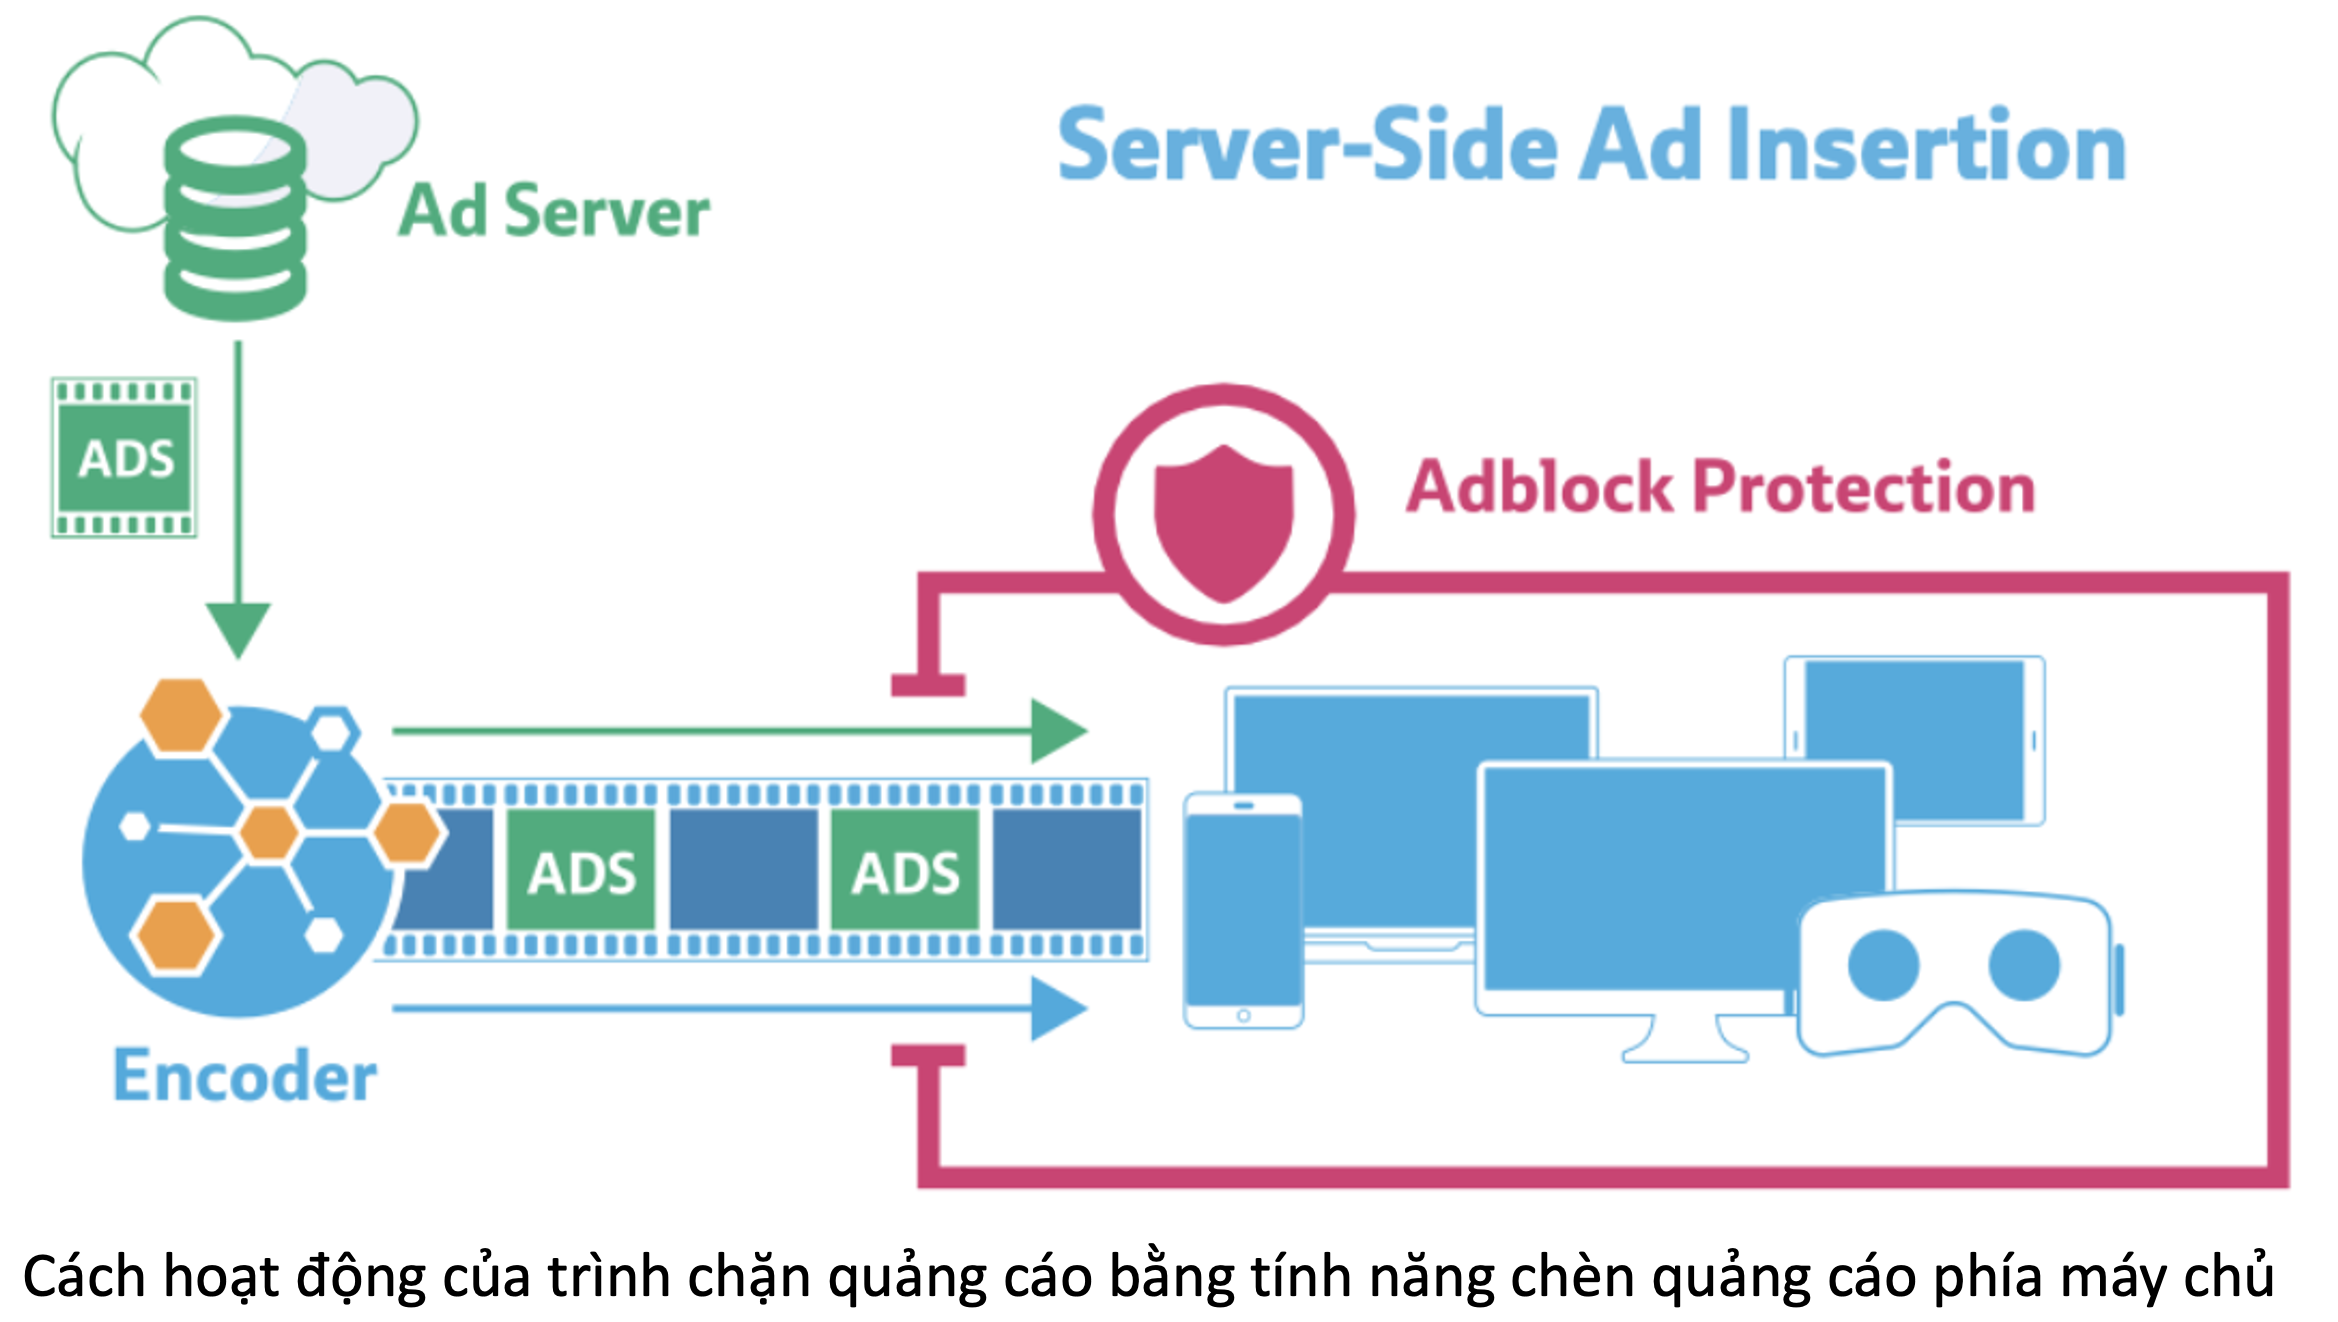 Server-Side Ad Insertion
Ad Server
ADS
Adblock Protection
ADS
ADS
Encoder
Cách hoạt động của trình chặn quảng cáo bằng tính năng chèn quảng cáo phía máy chủ